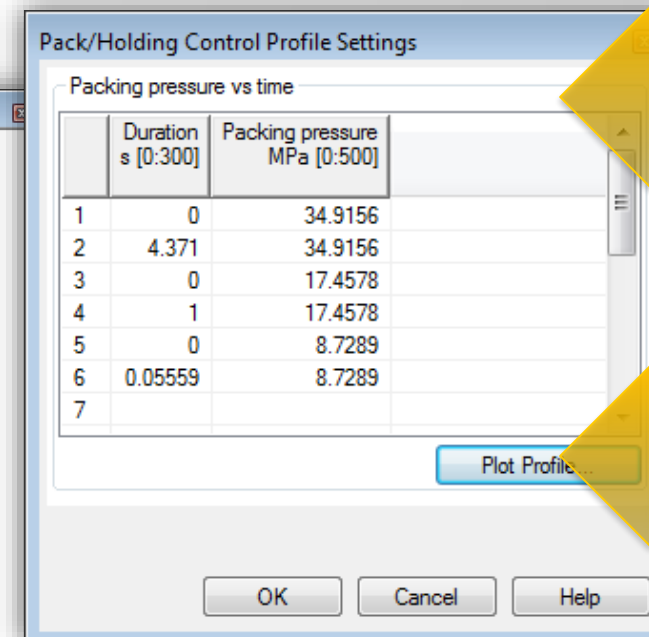 Pack/Holding Control Profile Settings
Packing pressure vs time
Duration s [0:300] Packing pressure MPa [0:500]
1 0 34.9156
2 4.371 34.9156
3 0 17.4578
4 1 17.4578
5 0 8.7289
6 0.05559 8.7289
7
Plot Profile...
OK Cancel Help